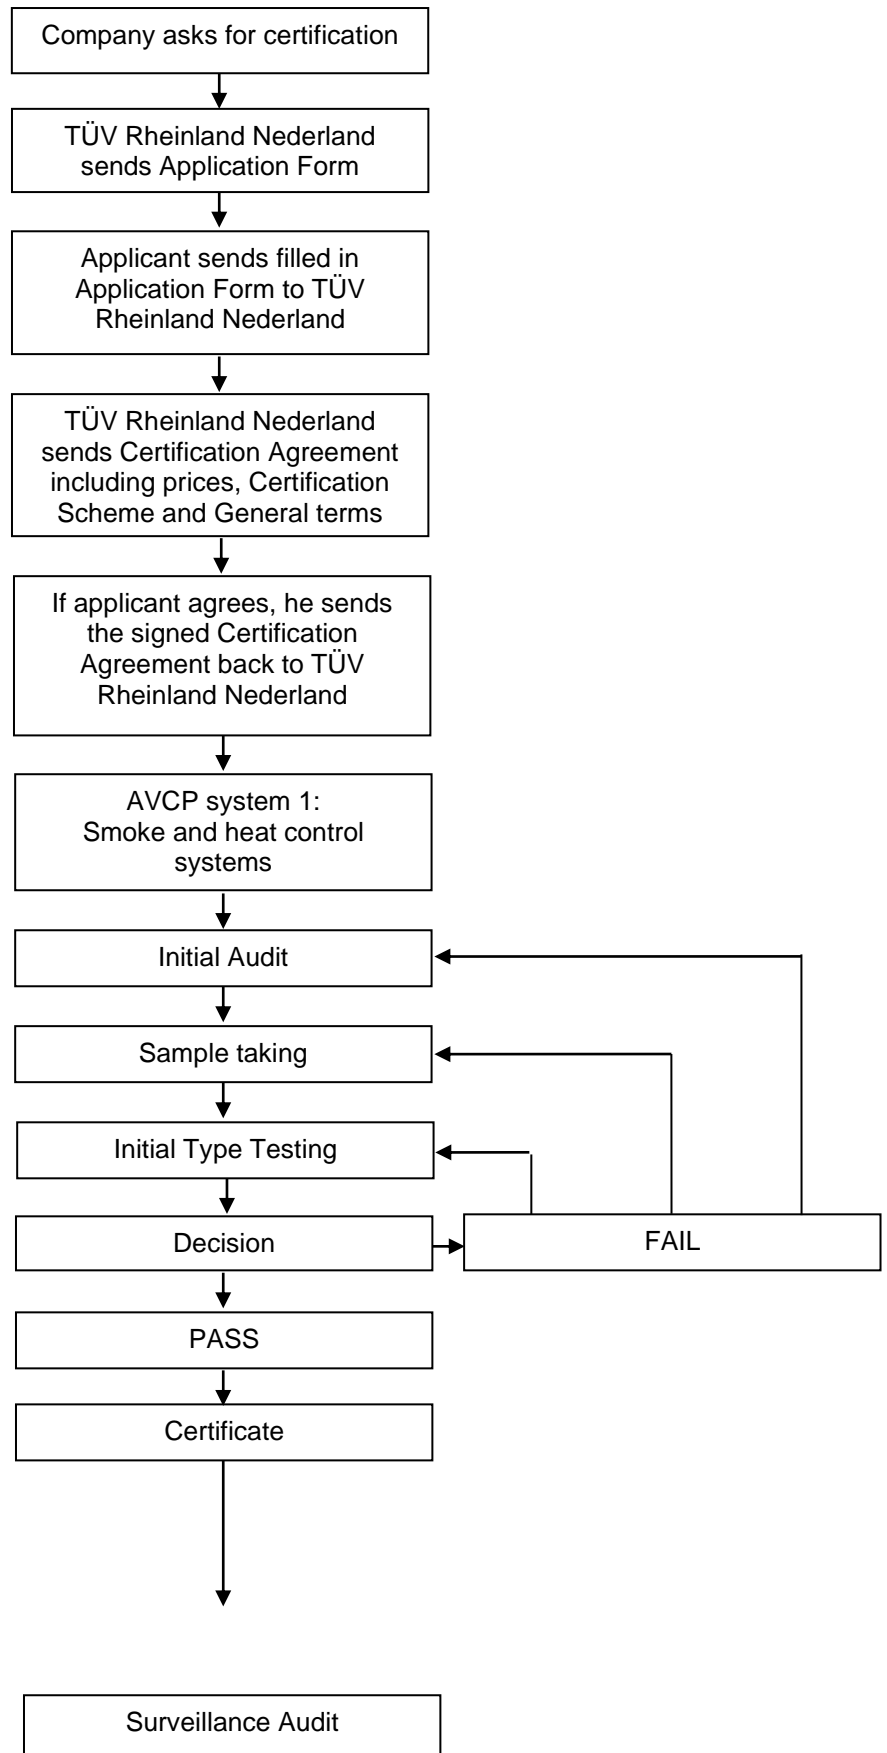 Company asks for certification
TÜV Rheinland Nederland
sends Application Form
Applicant sends filled in
Application Form to TÜV
Rheinland Nederland
TÜV Rheinland Nederland
sends Certification Agreement
including prices, Certification
Scheme and General terms
If applicant agrees, he sends
the signed Certification
Agreement back to TÜV
Rheinland Nederland
AVCP system 1:
Smoke and heat control
systems
Initial Audit
Sample taking
Initial Type Testing
Decision
FAIL
PASS
Certificate
Surveillance Audit